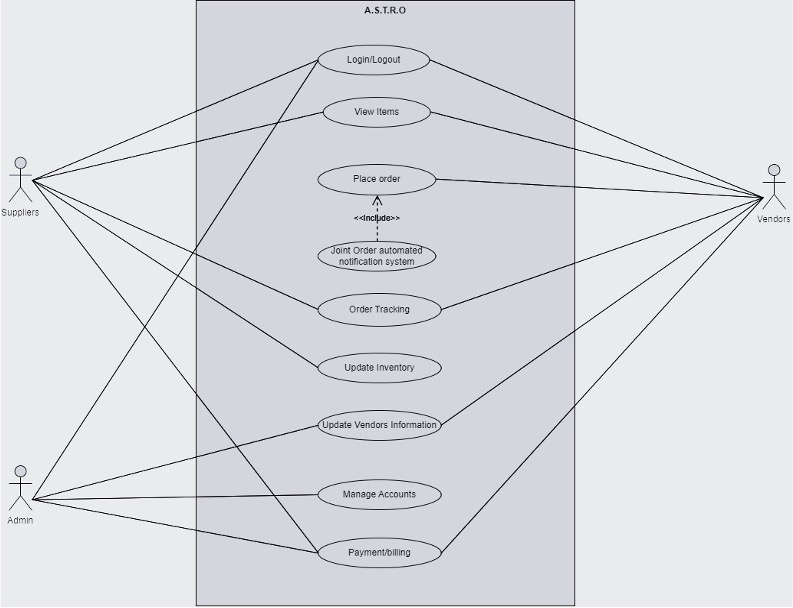 A.S.T.R.O
Login/Logout
View Items
Place order
Suppliers
Vendors
<<Include>>
Joint Order automated
notification system
Order Tracking
Update Inventory
Update Vendors Information
Manage Accounts
Admin
Payment/billing